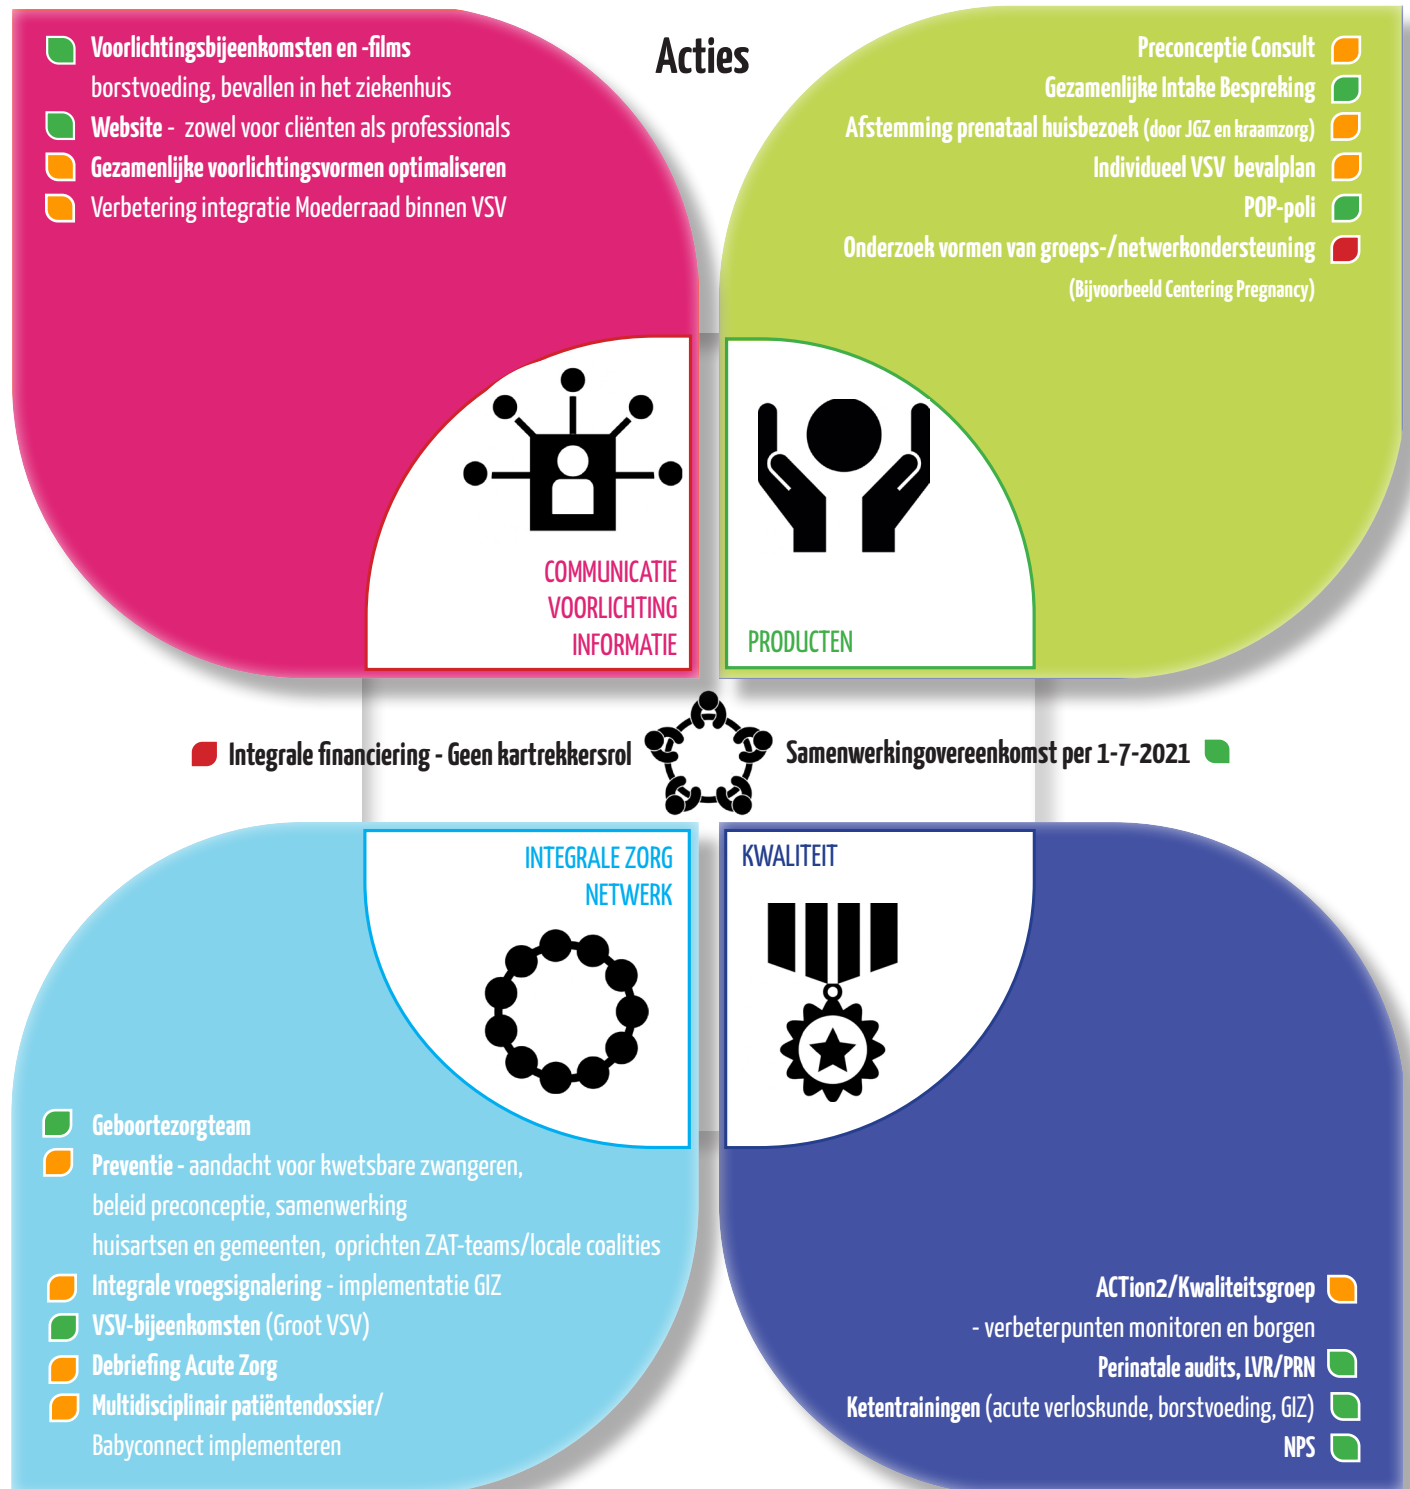 Acties
Voorlichtingsbijeenkomsten en -films
borstvoeding, bevallen in het ziekenhuis
Website - zowel voor cliënten als professionals
Gezamenlijke voorlichtingsvormen optimaliseren
Verbetering integratie Moederraad binnen VSV
Preconceptie Consult
Gezamenlijke Intake Bespreking
Afstemming prenataal huisbezoek (door JGZ en kraamzorg)
Individueel VSV bevalplan
POP-poli
Onderzoek vormen van groeps-/netwerkondersteuning
(Bijvoorbeeld Centering Pregnancy)
COMMUNICATIE
VOORLICHTING
INFORMATIE
PRODUCTEN
Integrale financiering - Geen kartrekkersrol
Samenwerkingovereenkomst per 1-7-2021
INTEGRALE ZORG
NETWERK
KWALITEIT
Geboortezorgteam
Preventie - aandacht voor kwetsbare zwangeren,
beleid preconceptie, samenwerking
huisartsen en gemeenten, oprichten ZAT-teams/locale coalities
Integrale vroegsignalering - implementatie GIZ
VSV-bijeenkomsten (Groot VSV)
Debriefing Acute Zorg
Multidisciplinair patiëntendossier/
Babyconnect implementeren
ACTion2/Kwaliteitsgroep
- verbeterpunten monitoren en borgen
Perinatale audits, LVR/PRN
Ketentrainingen (acute verloskunde, borstvoeding, GIZ)
NPS